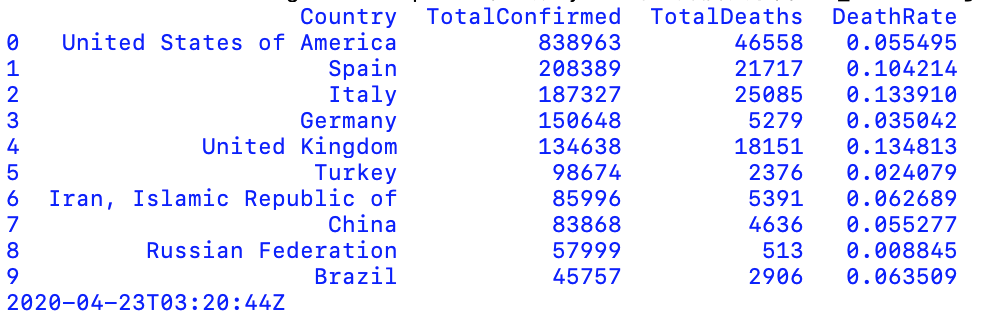 Country TotalConfirmed TotalDeaths DeathRate
0 United States of America 838963 46558 0.055495
1 Spain 208389 21717 0.104214
2 Italy 187327 25085 0.133910
3 Germany 150648 5279 0.035042
4 United Kingdom 134638 18151 0.134813
5 Turkey 98674 2376 0.024079
6 Iran, Islamic Republic of 85996 5391 0.062689
7 China 83868 4636 0.055277
8 Russian Federation 57999 513 0.008845
9 Brazil 45757 2906 0.063509
2020-04-23T03:20:44Z